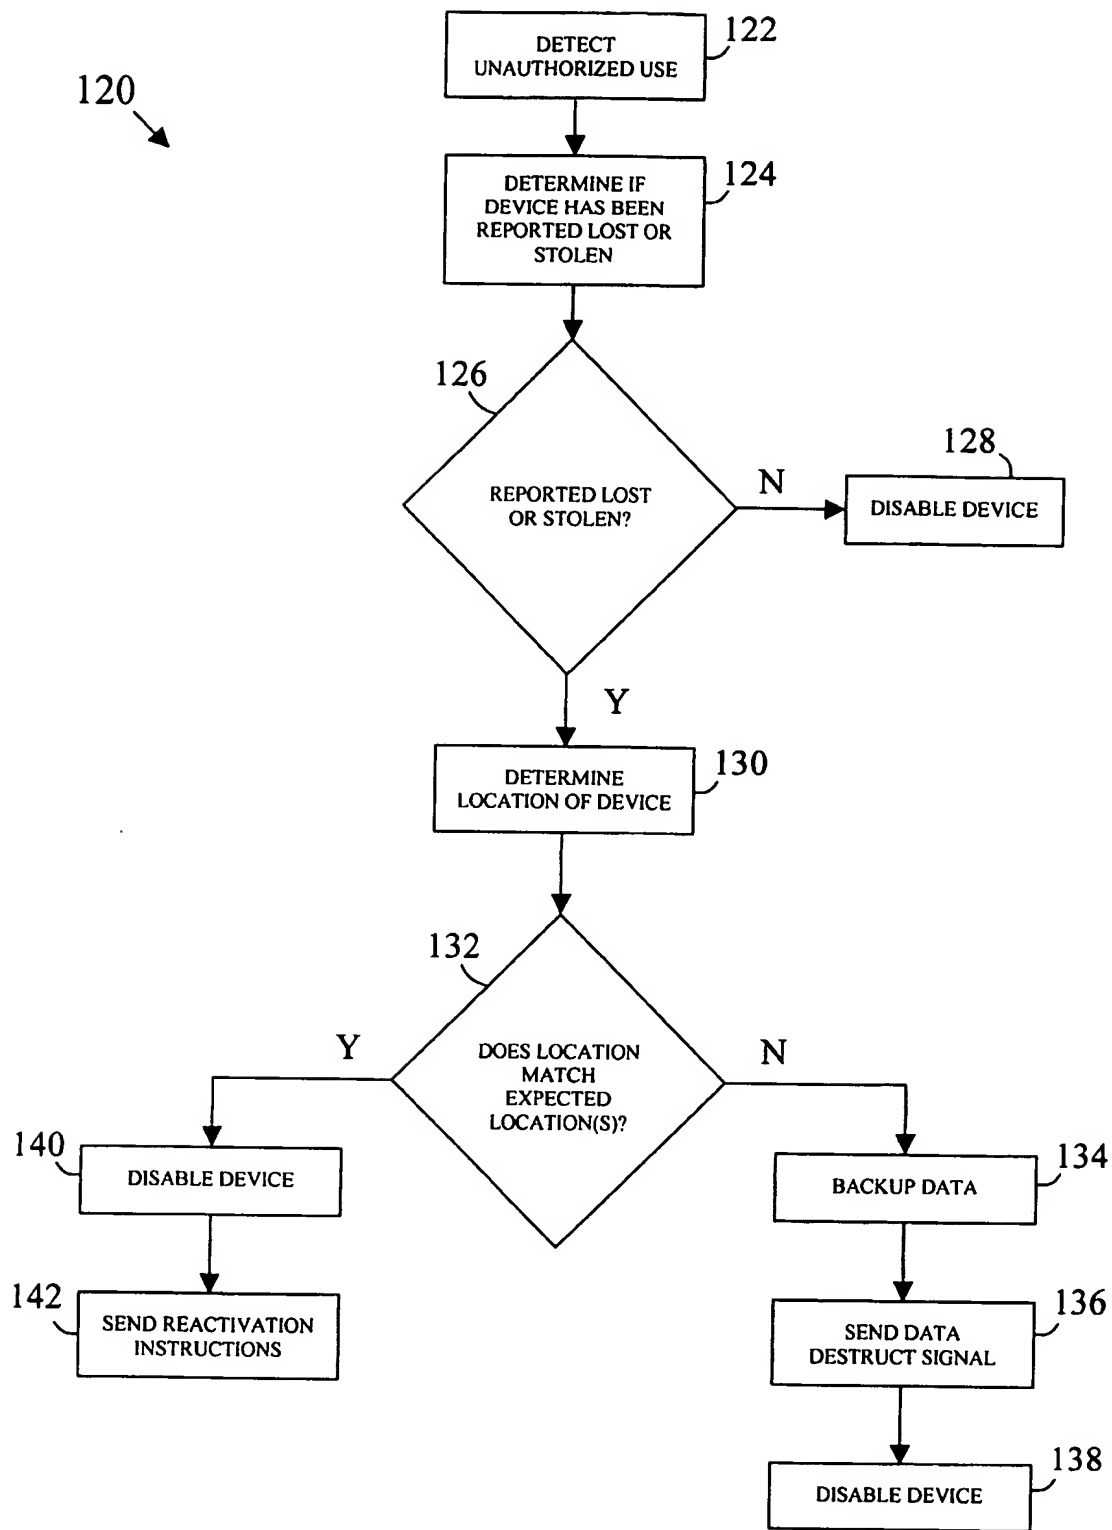 122
DETECT
UNAUTHORIZED USE
120
124
DETERMINE IF
DEVICE HAS BEEN
REPORTED LOST OR
STOLEN
126
REPORTED LOST
OR STOLEN?
N
128
DISABLE DEVICE
Y
130
DETERMINE
LOCATION OF DEVICE
132
DOES LOCATION
MATCH
EXPECTED
LOCATION(S)?
Y
N
140
DISABLE DEVICE
134
BACKUP DATA
142
SEND REACTIVATION
INSTRUCTIONS
136
SEND DATA
DESTRUCT SIGNAL
138
DISABLE DEVICE